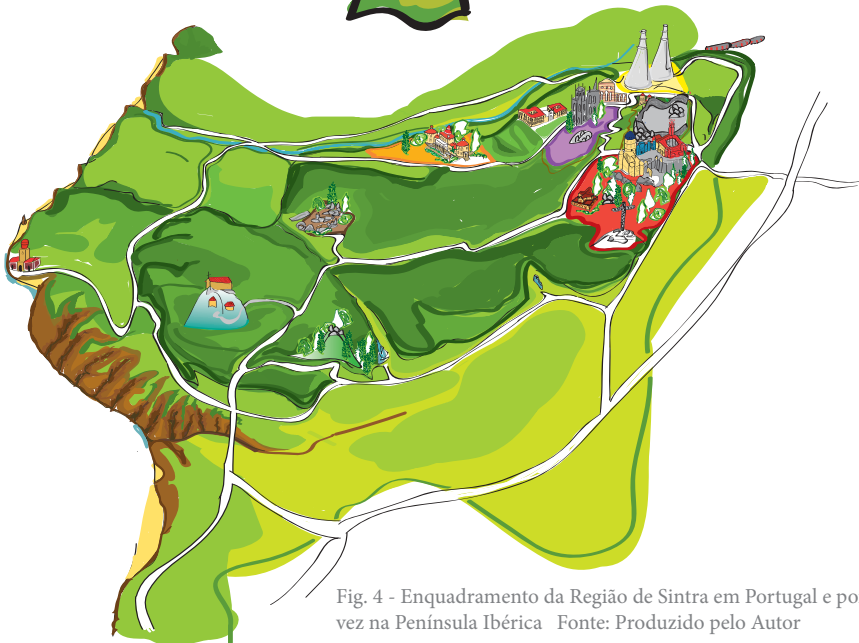 Fig. 4 - Enquadramento da Região de Sintra em Portugal e po
vez na Península Ibérica   Fonte: Produzido pelo Autor